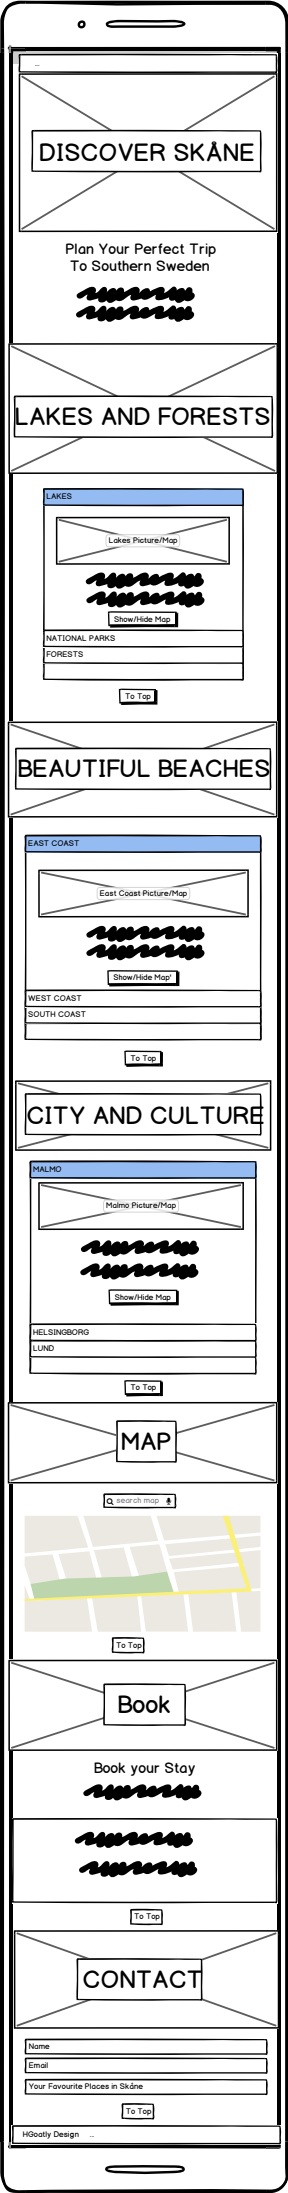 ...
DISCOVER SKÅNE
Plan Your Perfect Trip
To Southern Sweden
LAKES AND FORESTS
LAKES
Lakes Picture/Map
Show/Hide Map
NATIONAL PARKS
FORESTS
To Top
BEAUTIFUL BEACHES
EAST COAST
East Coast Picture/Map
Show/Hide Map'
WEST COAST
SOUTH COAST
To Top
CITY AND CULTURE
MALMO
Malmo Picture/Map
Show/Hide Map
HELSINGBORG
LUND
To Top
MAP
search map
To Top
Book
Book your Stay
To Top
CONTACT
Name
Email
Your Favourite Places in Skåne
To Top
HGoatly Design ...